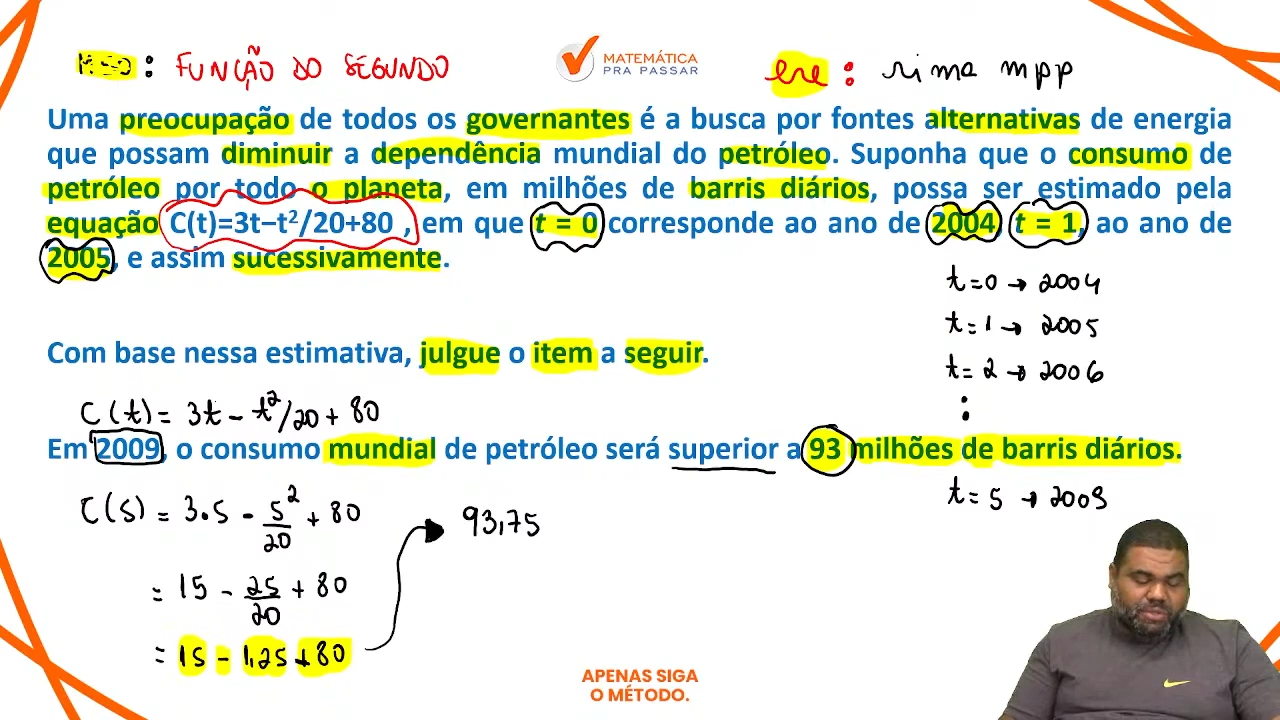 MSD: FUNÇÃO DO SEGUNDO
MATEMÁTICA
PRA PASSAR
ere: rima mpp
Uma preocupação de todos os governantes é a busca por fontes alternativas de energia
que possam diminuir a dependência mundial do petróleo. Suponha que o consumo de
petróleo por todo o planeta, em milhões de barris diários, possa ser estimado pela
equação C(t)=3t−t²/20+80 , em que t = 0 corresponde ao ano de 2004, t = 1, ao ano de
2005, e assim sucessivamente.
t=0 → 2004
t=1 → 2005
Com base nessa estimativa, julgue o item a seguir.
t=2 → 2006
:
C(t)= 3t - t²/20 + 80
Em 2009, o consumo mundial de petróleo será superior a 93 milhões de barris diários.
t=5 → 2009
C(5) = 3.5 - 5²/20 + 80
93,75
= 15 - 25/20 + 80
= 15 - 1,25 + 80
APENAS SIGA
O MÉTODO.